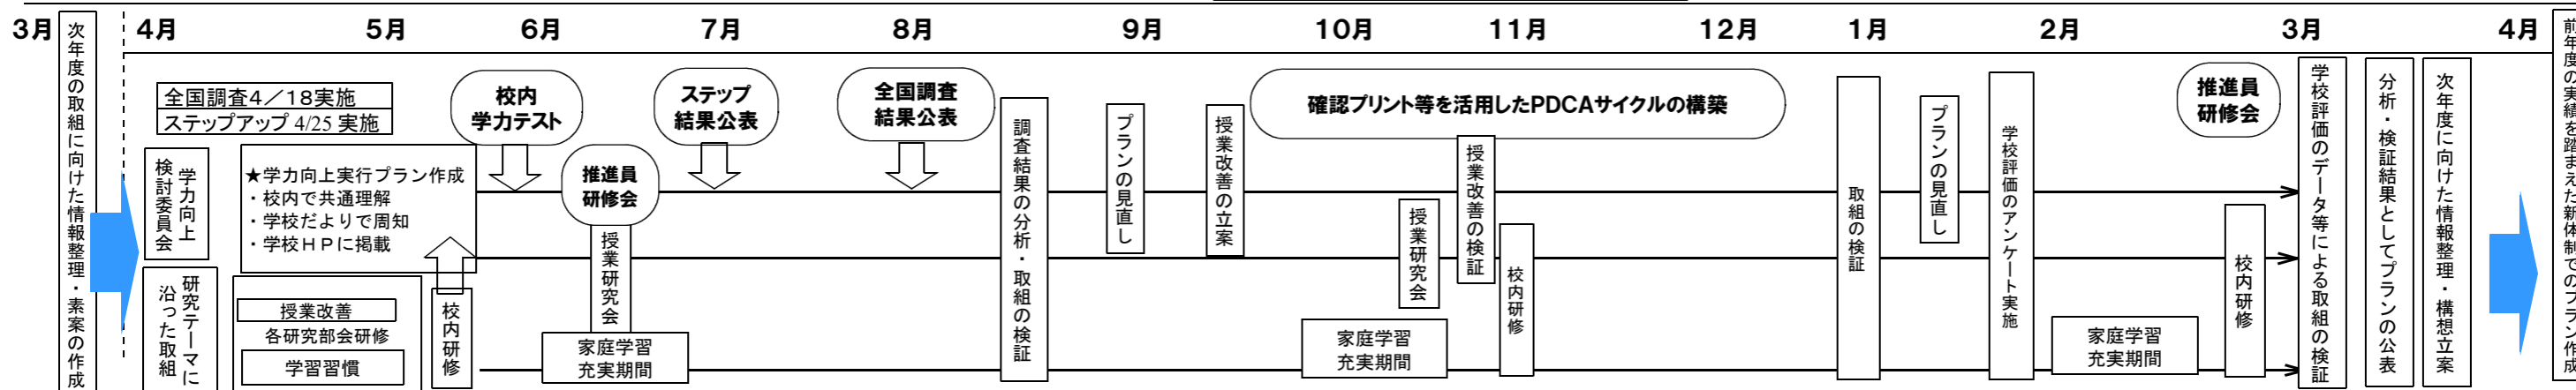 3月
4月
5月
6月
7月
8月
9月
10月
11月
12月
1月
2月
3月
4月
次年度の取組に向けた情報整理・素案の作成
全国調査4／18実施
ステップアップ 4/25 実施
学力向上
検討委員会
研究テーマに
沿った取組
★学力向上実行プラン作成
・校内で共通理解
・学校だよりで周知
・学校HPに掲載
授業改善
各研究部会研修
学習習慣
校内研修
校内
学力テスト
推進員
研修会
授業研究会
家庭学習
充実期間
ステップ
結果公表
全国調査
結果公表
調査結果の分析・取組の検証
プランの見直し
授業改善の立案
確認プリント等を活用したPDCAサイクルの構築
授業研究会
授業改善の検証
校内研修
家庭学習
充実期間
取組の検証
プランの見直し
学校評価のアンケート実施
家庭学習
充実期間
推進員
研修会
校内研修
学校評価のデータ等による取組の検証
分析・検証結果としてプランの公表
次年度に向けた情報整理・構想立案
前年度の実績を踏まえた新体制でのプラン作成